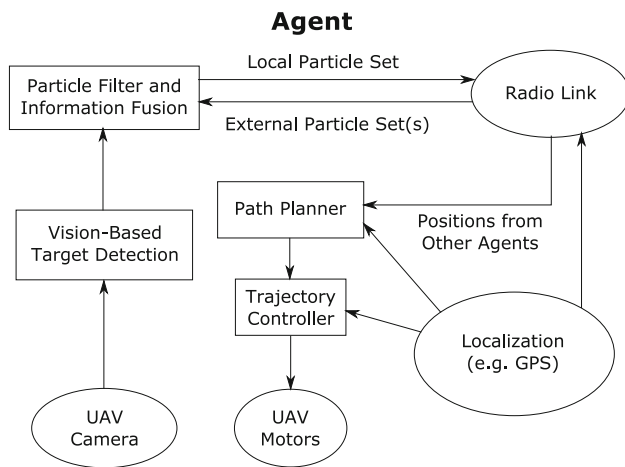 Agent
Local Particle Set
Particle Filter and
Information Fusion
Radio Link
External Particle Set(s)
Path Planner
Positions from
Other Agents
Vision-Based
Target Detection
Trajectory
Controller
Localization
(e.g. GPS)
UAV
Camera
UAV
Motors